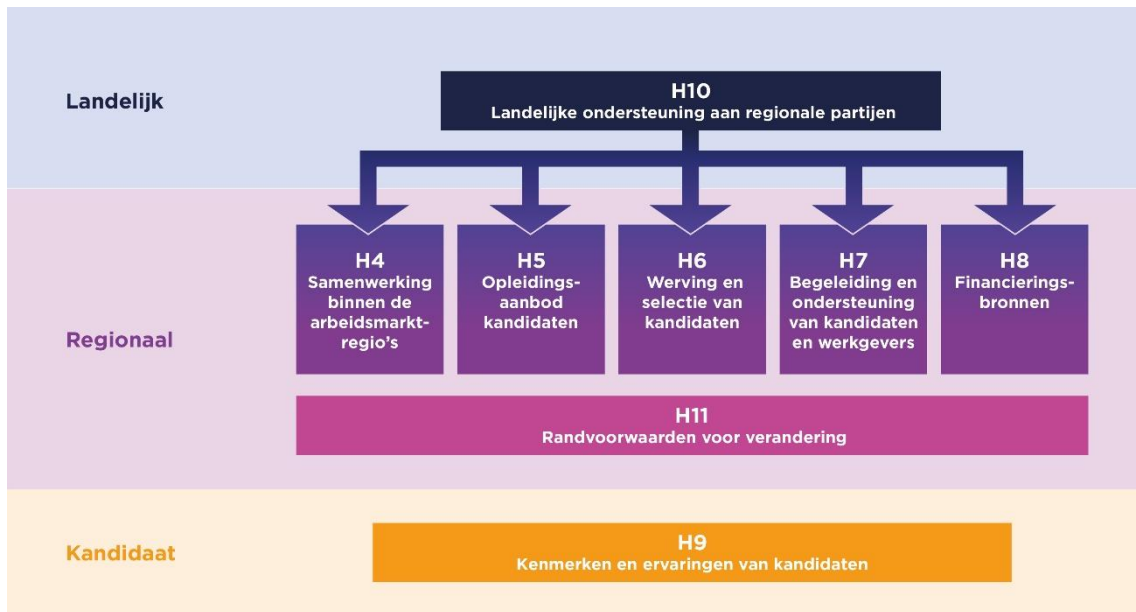 Landelijk
H10
Landelijke ondersteuning aan regionale partijen
Regionaal
H4
Samenwerking
binnen de
arbeidsmarkt-
regio's
H5
Opleidings-
aanbod
kandidaten
H6
Werving en
selectie van
kandidaten
H7
Begeleiding en
ondersteuning
van kandidaten
en werkgevers
H8
Financierings-
bronnen
H11
Randvoorwaarden voor verandering
Kandidaat
H9
Kenmerken en ervaringen van kandidaten